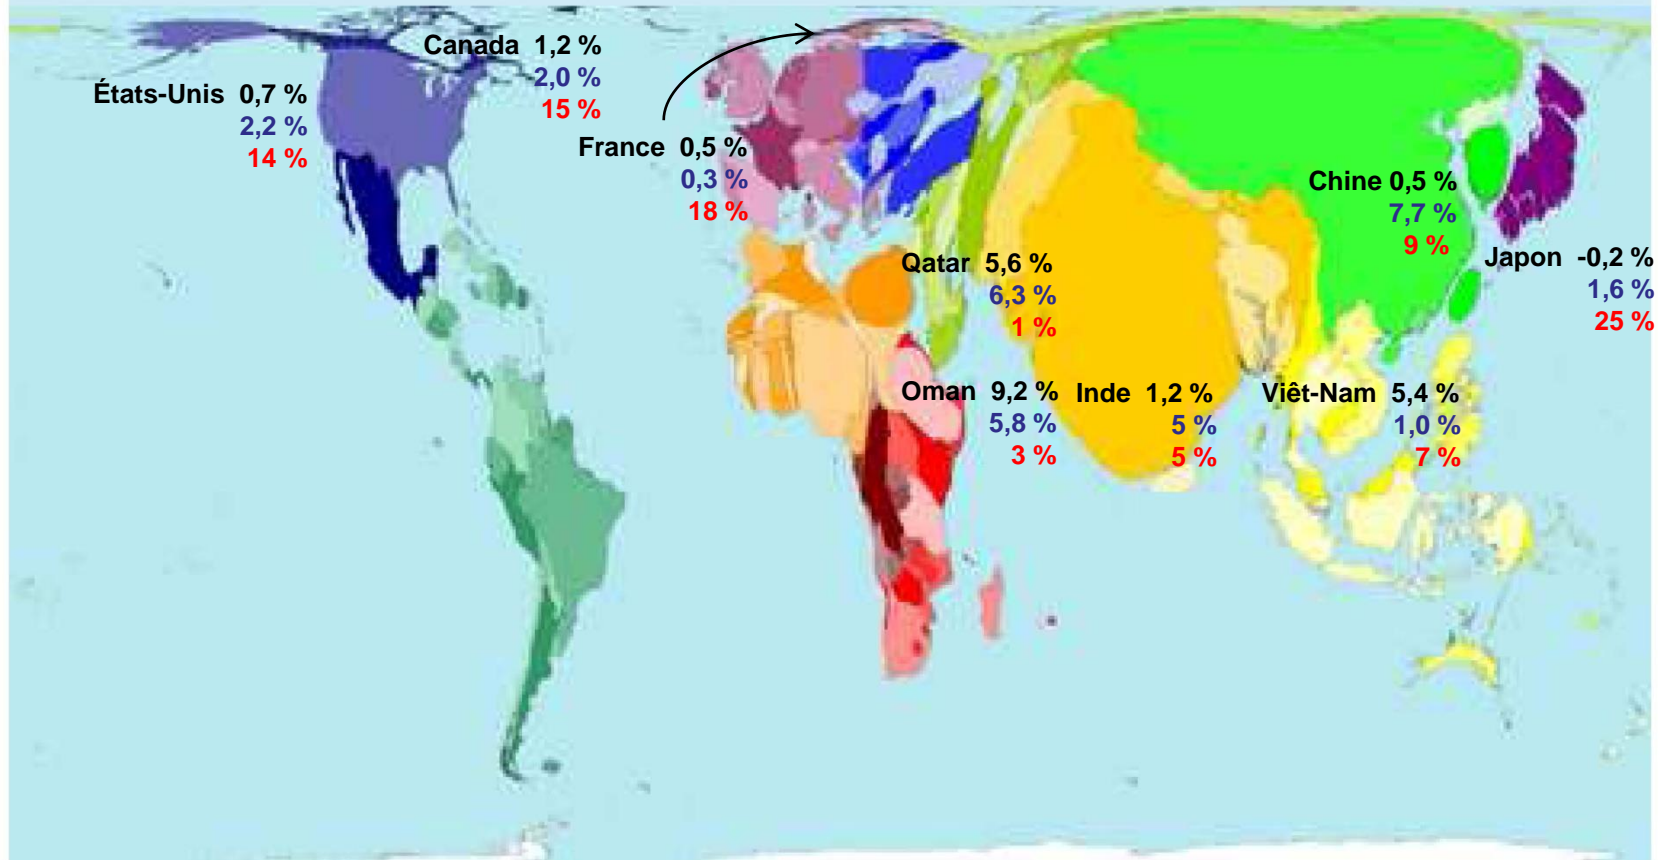 Canada 1,2 %
2,0 %
15 %
États-Unis 0,7 %
2,2 %
14 %
France 0,5 %
0,3 %
18 %
Chine 0,5 %
7,7 %
9 %
Japon -0,2 %
1,6 %
25 %
Qatar 5,6 %
6,3 %
1 %
Oman 9,2 %
5,8 %
3 %
Inde 1,2 %
5 %
5 %
Viêt-Nam 5,4 %
1,0 %
7 %